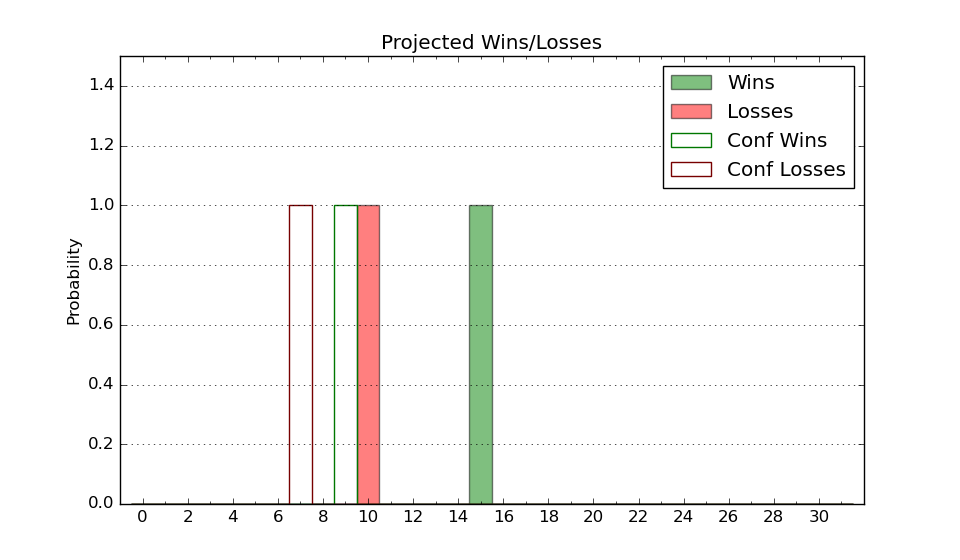 Projected Wins/Losses
Wins
Losses
Conf Wins
Conf Losses
Probability
1.4
1.2
1.0
0.8
0.6
0.4
0.2
0.0
0 2 4 6 8 10 12 14 16 18 20 22 24 26 28 30